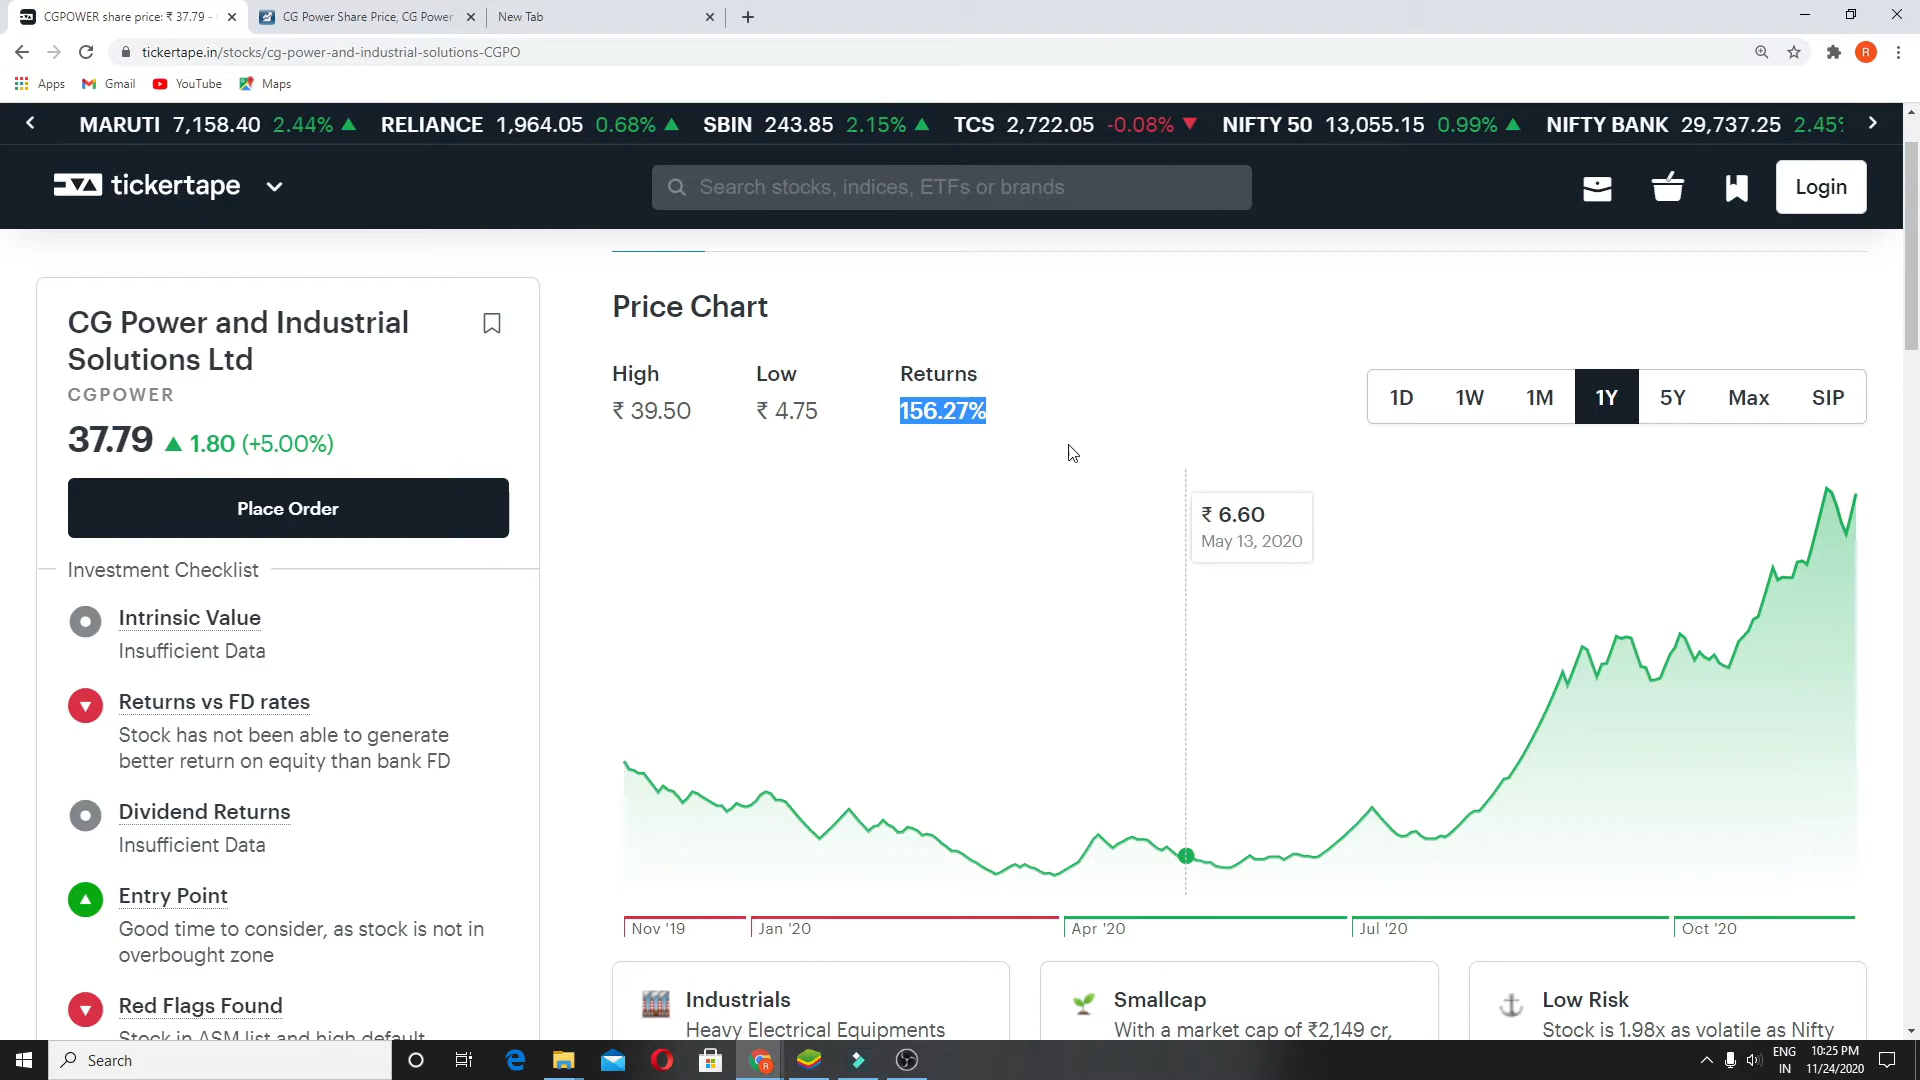 CGPOWER share price: ₹ 37.79 -
CG Power Share Price, CG Power
New Tab
tickertape.in/stocks/cg-power-and-industrial-solutions-CGPO
R
Apps
Gmail
YouTube
Maps
MARUTI 7,158.40 2.44%
RELIANCE 1,964.05 0.68%
SBIN 243.85 2.15%
TCS 2,722.05 -0.08%
NIFTY 50 13,055.15 0.99%
NIFTY BANK 29,737.25 2.45%
tickertape
Search stocks, indices, ETFs or brands
Login
CG Power and Industrial
Solutions Ltd
CGPOWER
37.79 1.80 (+5.00%)
Place Order
Investment Checklist
Intrinsic Value
Insufficient Data
Returns vs FD rates
Stock has not been able to generate
better return on equity than bank FD
Dividend Returns
Insufficient Data
Entry Point
Good time to consider, as stock is not in
overbought zone
Red Flags Found
Stock in ASM list and high default
Price Chart
High
₹ 39.50
Low
₹ 4.75
Returns
156.27%
1D 1W 1M 1Y 5Y Max SIP
₹ 6.60
May 13, 2020
Nov '19 Jan '20 Apr '20 Jul '20 Oct '20
Industrials
Heavy Electrical Equipments
Smallcap
With a market cap of ₹2,149 cr,
Low Risk
Stock is 1.98x as volatile as Nifty
Search
R
ENG
IN
10:25 PM
11/24/2020